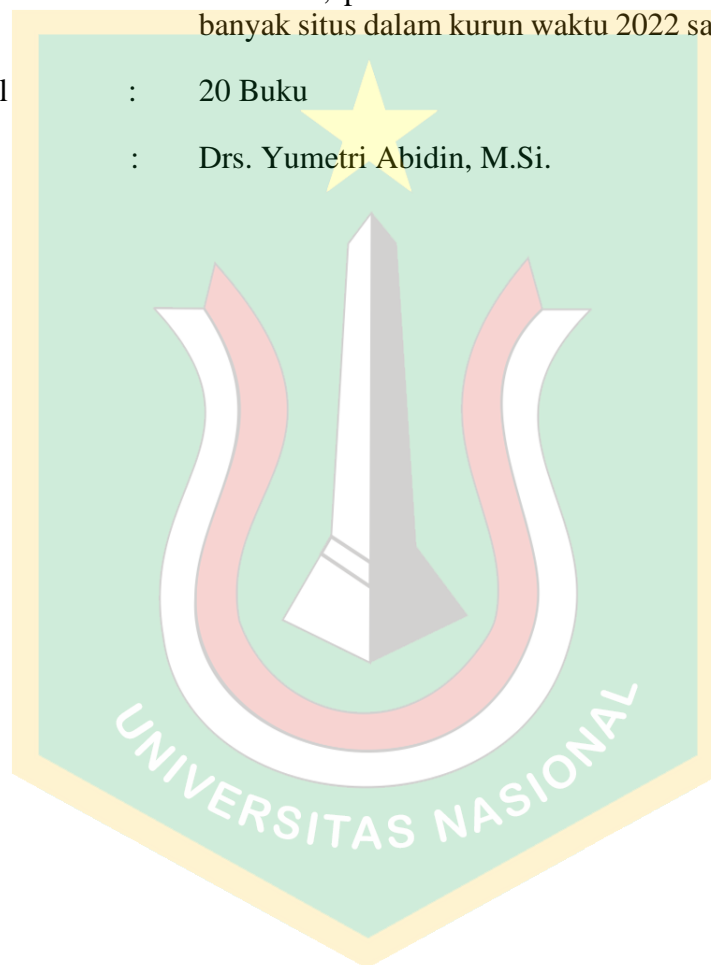 banyak situs dalam kurun waktu 2022 sa
l : 20 Buku
: Drs. Yumetri Abidin, M.Si.
UNIVERSITAS NASIONAL